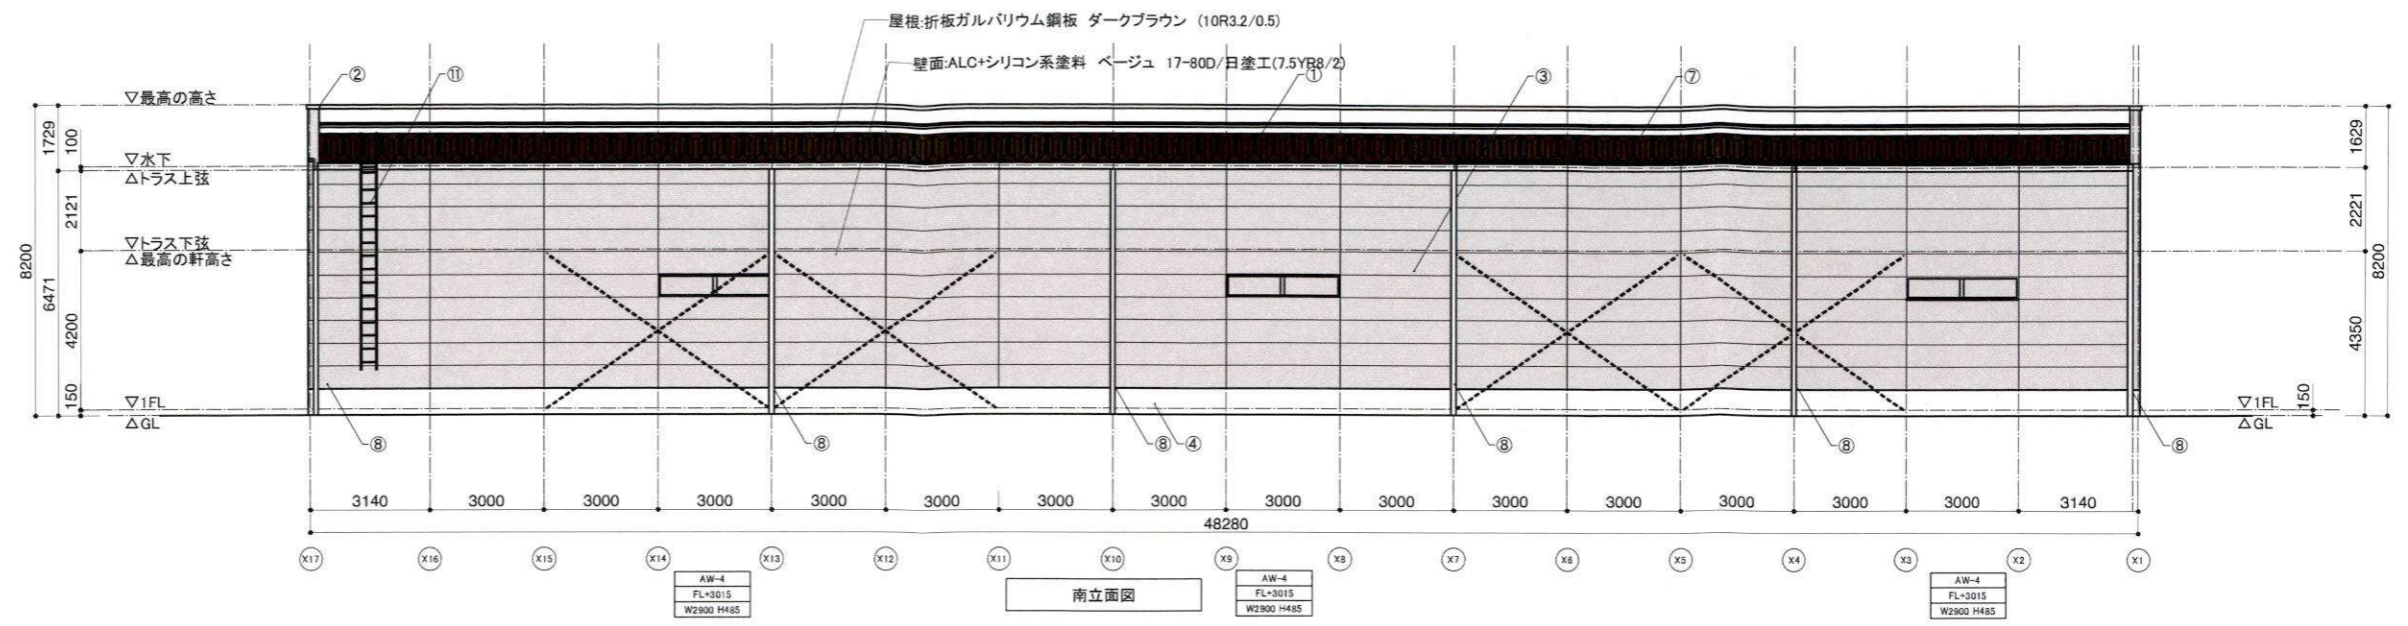 屋根:折板ガルバリウム鋼板 ダークブラウン (10R3.2/0.5)
壁面:ALC+シリコン系塗料 ベージュ 17-80D/日塗工(7.5YR8/2)
② ⑪ ① ③ ⑦
▽最高の高さ
1729 100 1629
▽水下
△トラス上弦
2121 2221
▽トラス下弦
△最高の軒高さ
8200 6471 4200 4350 8200
150 150
▽1FL ▽1FL
△GL △GL
⑧ ⑧ ⑧ ④ ⑧ ⑧ ⑧
3140 3000 3000 3000 3000 3000 3000 3000 3000 3000 3000 3000 3000 3000 3000 3140
48280
X17 X16 X15 X14 X13 X12 X11 X10 X9 X8 X7 X6 X5 X4 X3 X2 X1
AW-4
FL+3015
W2900 H485
南立面図
AW-4
FL+3015
W2900 H485
AW-4
FL+3015
W2900 H485